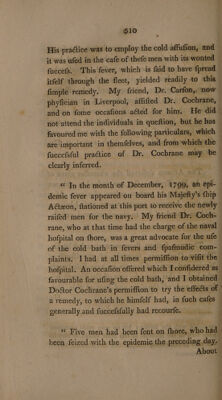 510
His practice was to employ the cold affusion, and
it was used in the case of these men with its wonted
success. This fever, which is said to have spread
itself through the fleet, yielded readily to this
simple remedy. My friend, Dr. Carson, now
physician in Liverpool, assisted Dr. Cochrane,
and on some occasions acted for him. He did
not attend the individuals in question, but he has
favoured me with the following particulars, which
are important in themselves, and from which the
successful practice of Dr. Cochrane may be
clearly inferred.
“ In the month of December, 1799, an epi-
demic fever appeared on board his Majesty's ship
Actæon, stationed at this port to receive the newly
raised men for the navy. My friend Dr. Coch-
rane, who at that time had the charge of the naval
hospital on shore, was a great advocate for the use
of the cold bath in fevers and spasmodic com-
plaints. I had at all times permission to visit the
hospital. An occasion offered which I considered as
favourable for using the cold bath, and I obtained
Doctor Cochrane's permission to try the effects of
a remedy, to which he himself had, in such cases
generally and successfully had recourse.
“ Five men had been sent on shore, who had
been seized with the epidemic the preceding day.
About